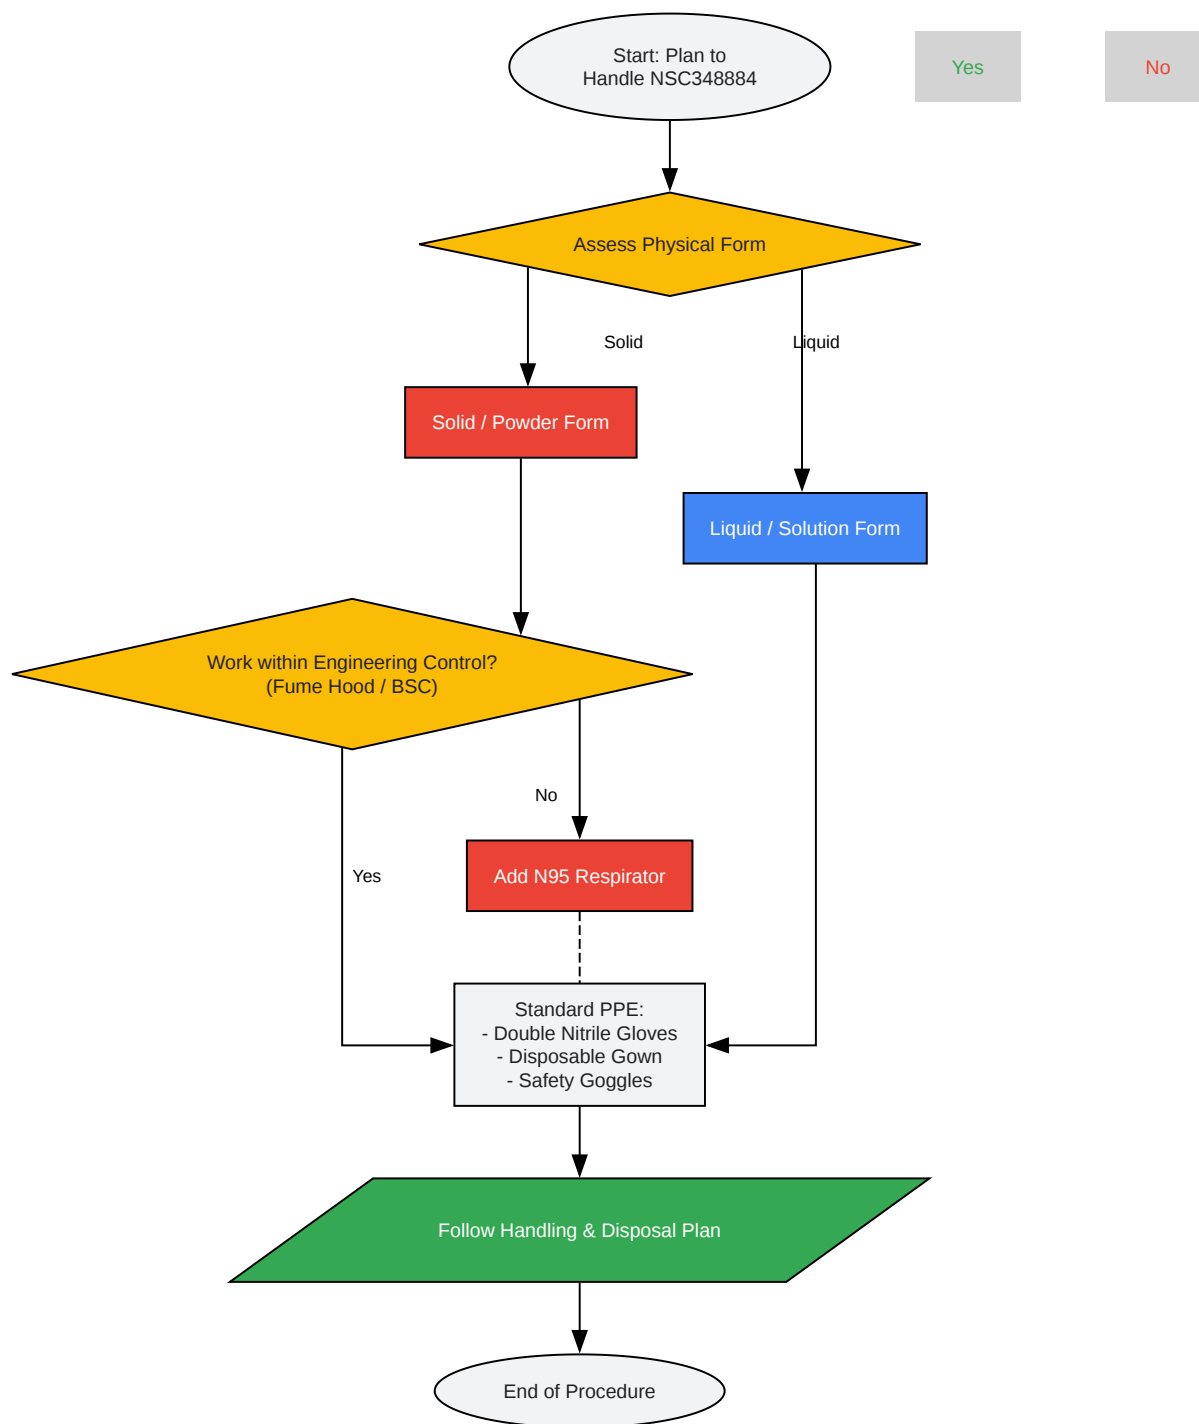 Start: Plan to
Handle NSC348884
Yes
No
Assess Physical Form
Solid
Liquid
Solid / Powder Form
Liquid / Solution Form
Work within Engineering Control?
(Fume Hood / BSC)
No
Yes
Add N95 Respirator
Standard PPE:
- Double Nitrile Gloves
- Disposable Gown
- Safety Goggles
Follow Handling & Disposal Plan
End of Procedure